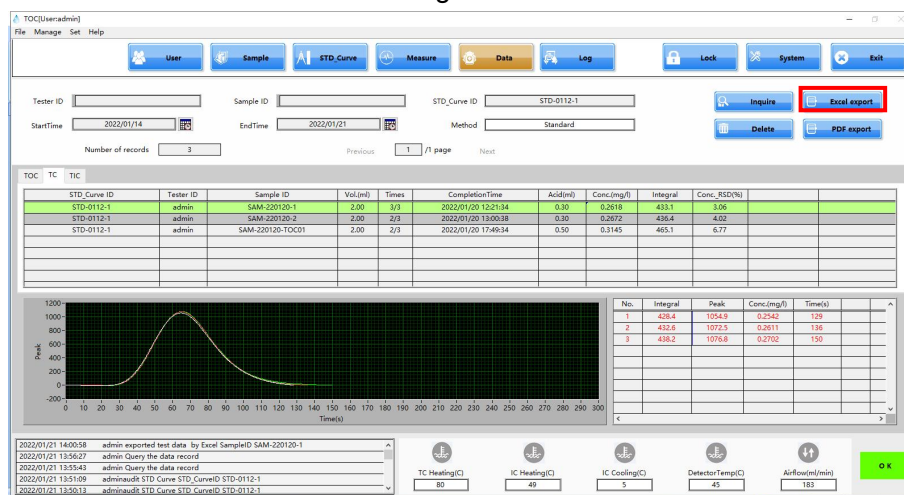 TOC[User:admin]
File Manage Set Help
User Sample STD_Curve Measure Data Log Lock System Exit
Tester ID Sample ID STD_Curve ID STD-0112-1 Inquire Excel export
StartTime 2022/01/14 EndTime 2022/01/21 Method Standard Delete PDF export
Number of records 3 Previous 1 /1 page Next
TOC TC TIC
STD_Curve ID Tester ID Sample ID Vol.(ml) Times CompletionTime Acid(ml) Conc.(mg/l) Integral Conc. RSD(%)
STD-0112-1 admin SAM-220120-1 2.00 3/3 2022/01/20 12:21:34 0.30 0.2618 433.1 3.06
STD-0112-1 admin SAM-220120-2 2.00 2/3 2022/01/20 13:00:38 0.30 0.2672 436.4 4.02
STD-0112-1 admin SAM-220120-TOC01 2.00 2/3 2022/01/20 17:49:34 0.50 0.3145 465.1 6.77
1200
1000
800
600
400
200
0
-200
Peak
0 10 20 30 40 50 60 70 80 90 100 110 120 130 140 150 160 170 180 190 200 210 220 230 240 250 260 270 280 290 300
Time(s)
No. Integral Peak Conc.(mg/l) Time(s)
1 428.4 1054.9 0.2542 129
2 432.6 1072.5 0.2611 136
3 438.2 1076.8 0.2702 150
2022/01/21 14:00:58 admin exported test data by Excel SampleID SAM-220120-1
2022/01/21 13:56:27 admin Query the data record
2022/01/21 13:55:43 admin Query the data record
2022/01/21 13:51:09 adminaudit STD Curve STD_CurveID STD-0112-1
2022/01/21 13:50:13 adminaudit STD Curve STD_CurveID STD-0112-1
TC Heating(C) IC Heating(C) IC Cooling(C) DetectorTemp(C) Airflow(ml/min)
80 49 5 45 183
OK